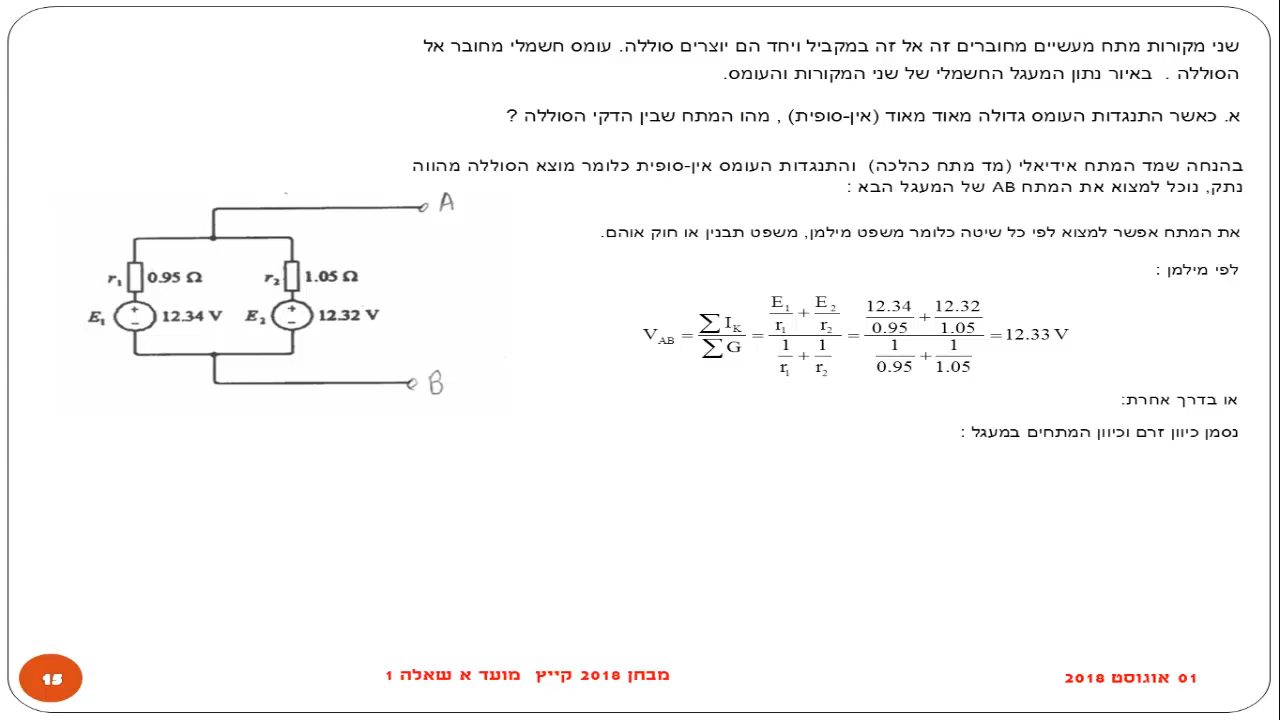 שני מקורות מתח מעשיים מחוברים זה אל זה במקביל ויחד הם יוצרים סוללה. עומס חשמלי מחובר אל
הסוללה . באיור נתון המעגל החשמלי של שני המקורות והעומס.
א. כאשר התנגדות העומס גדולה מאוד מאוד (אין-סופית) , מהו המתח שבין הדקי הסוללה ?
בהנחה שמד המתח אידיאלי (מד מתח כהלכה) והתנגדות העומס אין-סופית כלומר מוצא הסוללה מהווה
נתק, נוכל למצוא את המתח AB של המעגל הבא :
את המתח אפשר למצוא לפי כל שיטה כלומר משפט מילמן, משפט תבנין או חוק אוהם.
לפי מילמן :
V_AB = ∑I_K / ∑G = (E_1/r_1 + E_2/r_2) / (1/r_1 + 1/r_2) = (12.34/0.95 + 12.32/1.05) / (1/0.95 + 1/1.05) = 12.33 V
או בדרך אחרת:
נסמן כיוון זרם וכיוון המתחים במעגל :
A
r_1 0.95 Ω r_2 1.05 Ω
E_1 + − 12.34 V E_2 + − 12.32 V
B
15
מבחן 2018 קייץ מועד א שאלה 1
01 אוגוסט 2018